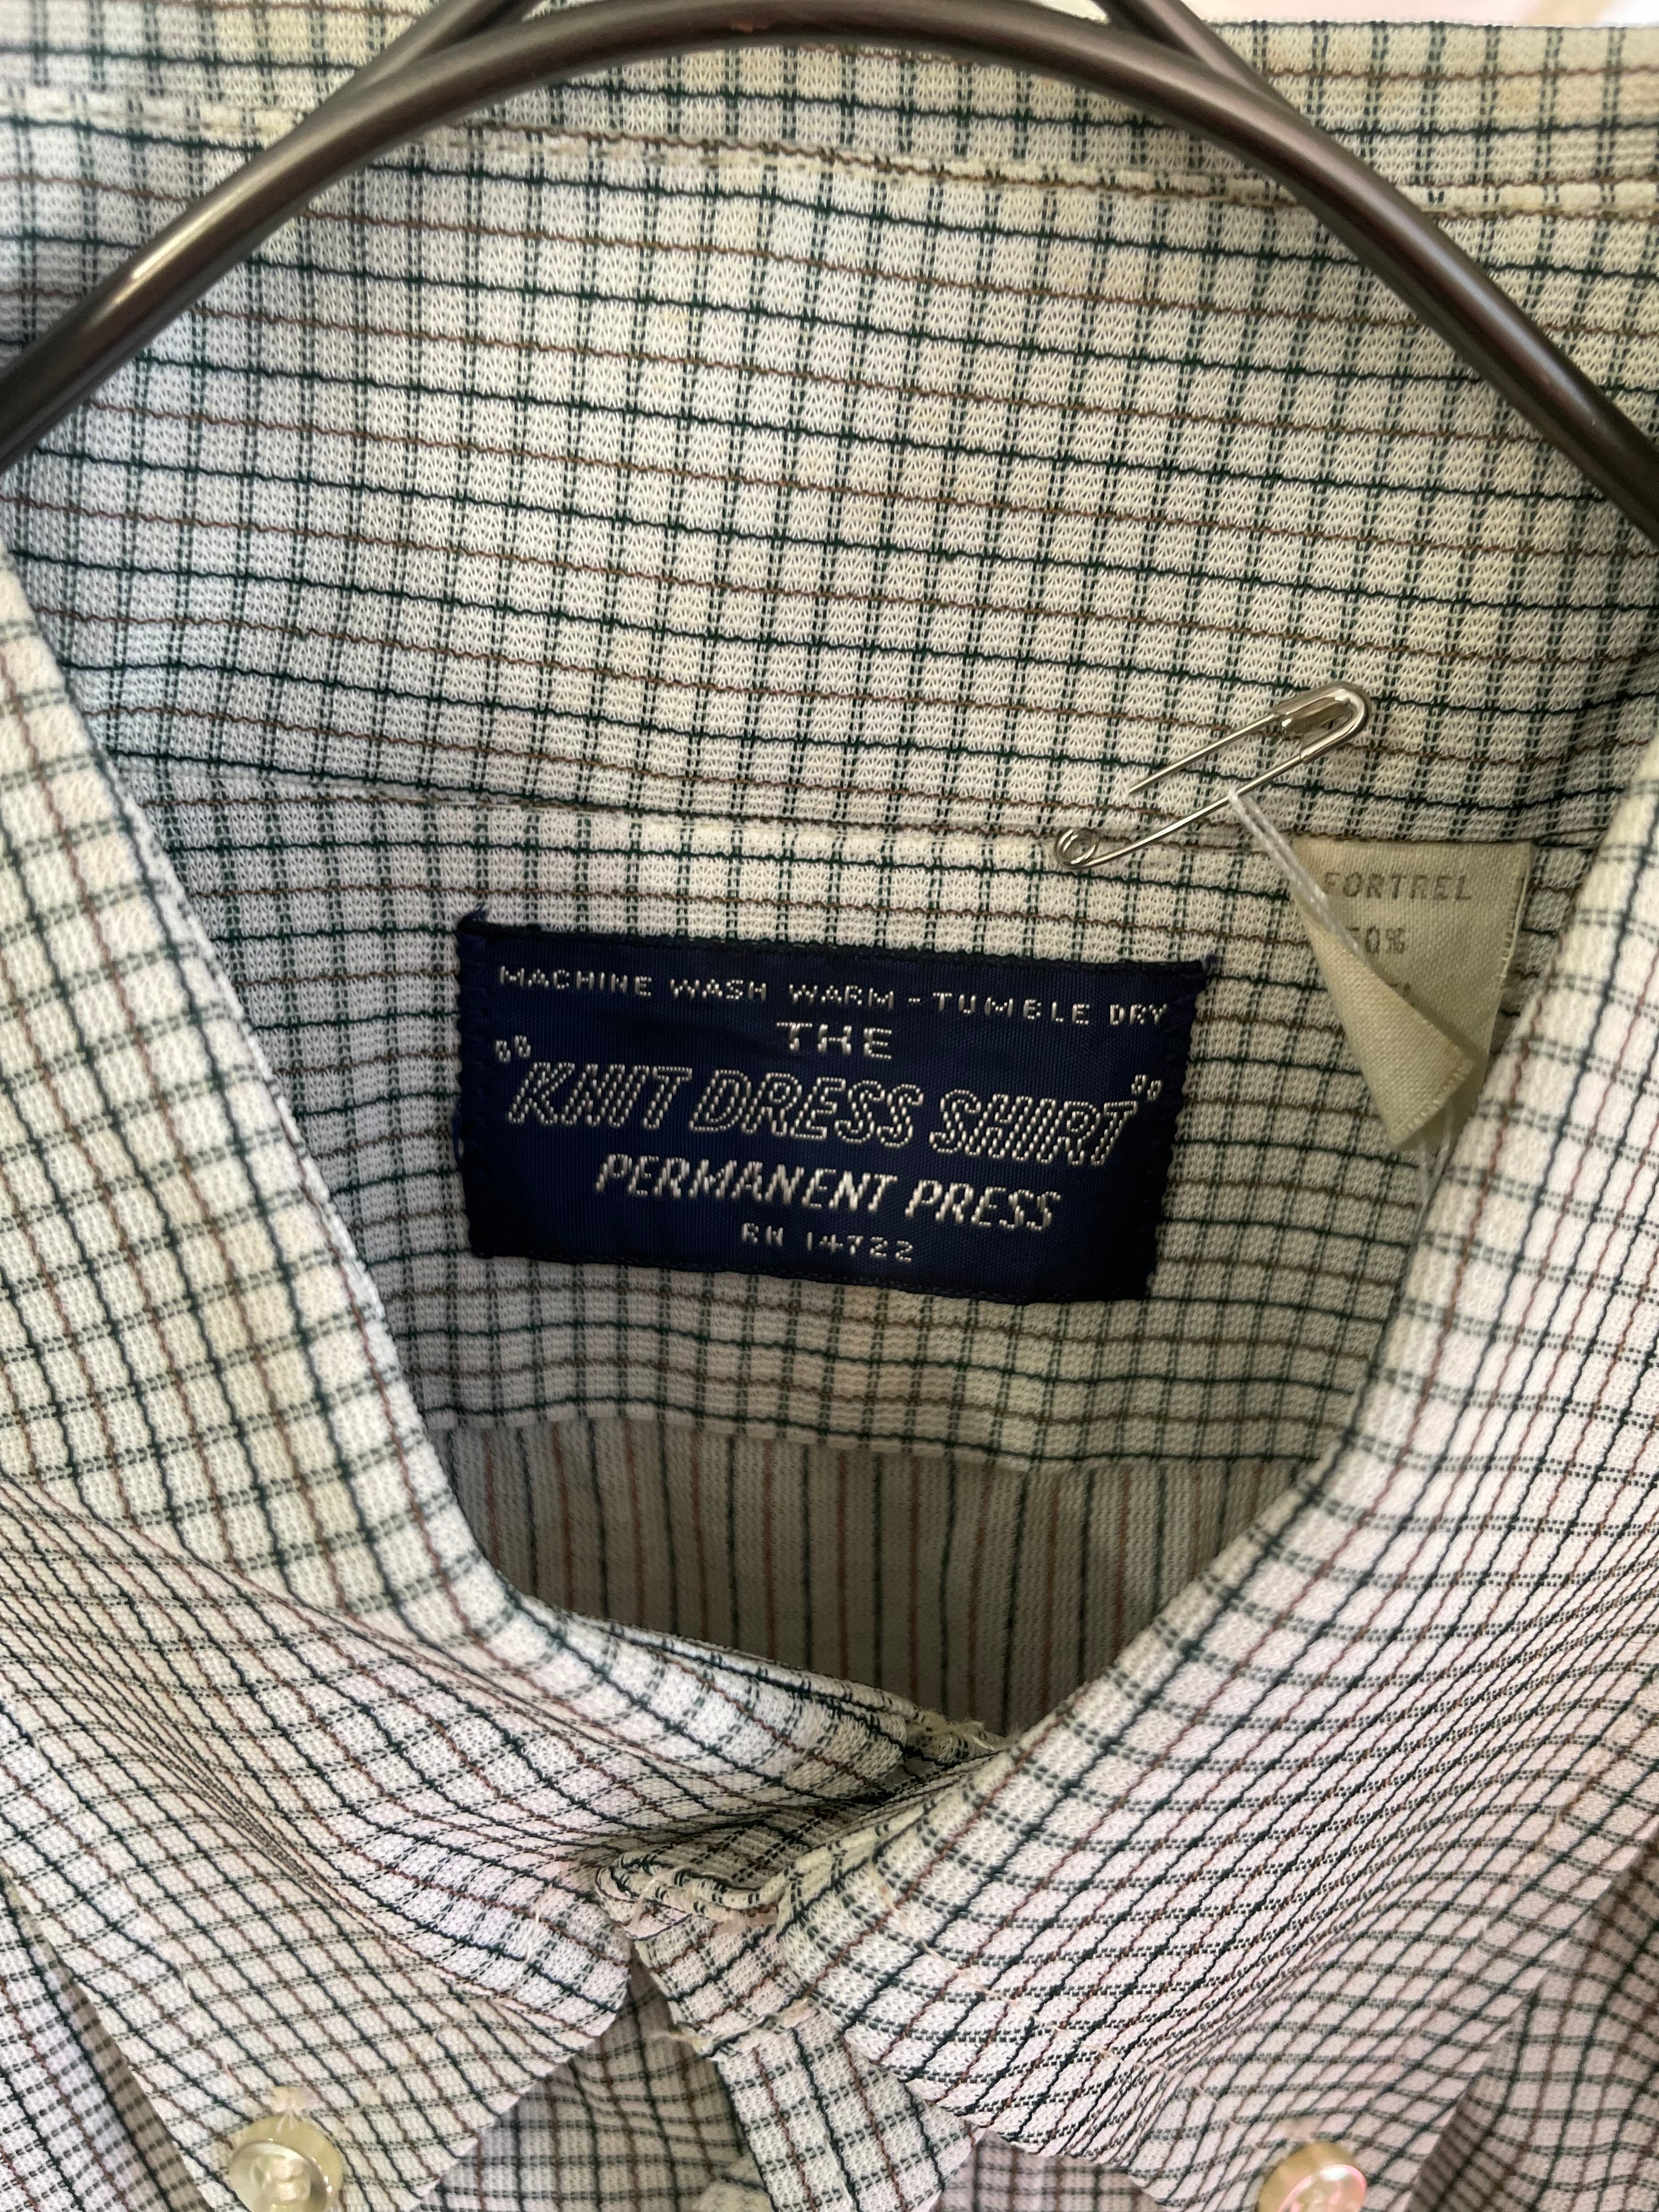 MACHINE WASH WARM - TUMBLE DRY
THE
"KNIT DRESS SHIRT"
PERMANENT PRESS
RN 14722
FORTREL